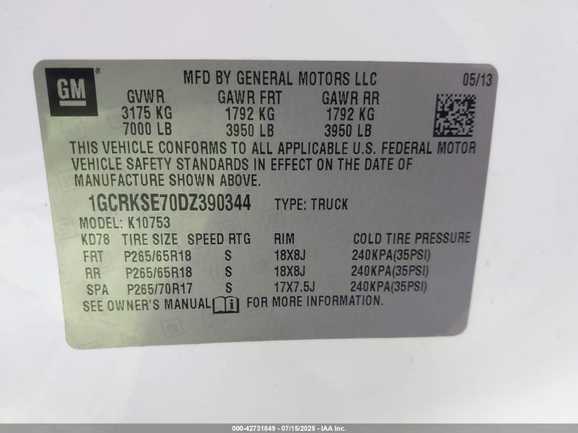 GM ®
MFD BY GENERAL MOTORS LLC 05/13
GVWR GAWR FRT GAWR RR
3175 KG 1792 KG 1792 KG
7000 LB 3950 LB 3950 LB
THIS VEHICLE CONFORMS TO ALL APPLICABLE U.S. FEDERAL MOTOR
VEHICLE SAFETY STANDARDS IN EFFECT ON THE DATE OF
MANUFACTURE SHOWN ABOVE.
1GCRKSE70DZ390344 TYPE: TRUCK
MODEL: K10753
KD78 TIRE SIZE SPEED RTG RIM COLD TIRE PRESSURE
FRT P265/65R18 S 18X8J 240KPA(35PSI)
RR P265/65R18 S 18X8J 240KPA(35PSI)
SPA P265/70R17 S 17X7.5J 240KPA(35PSI)
SEE OWNER'S MANUAL i FOR MORE INFORMATION.
000-42731849 - 07/15/2025 - IAA Inc.